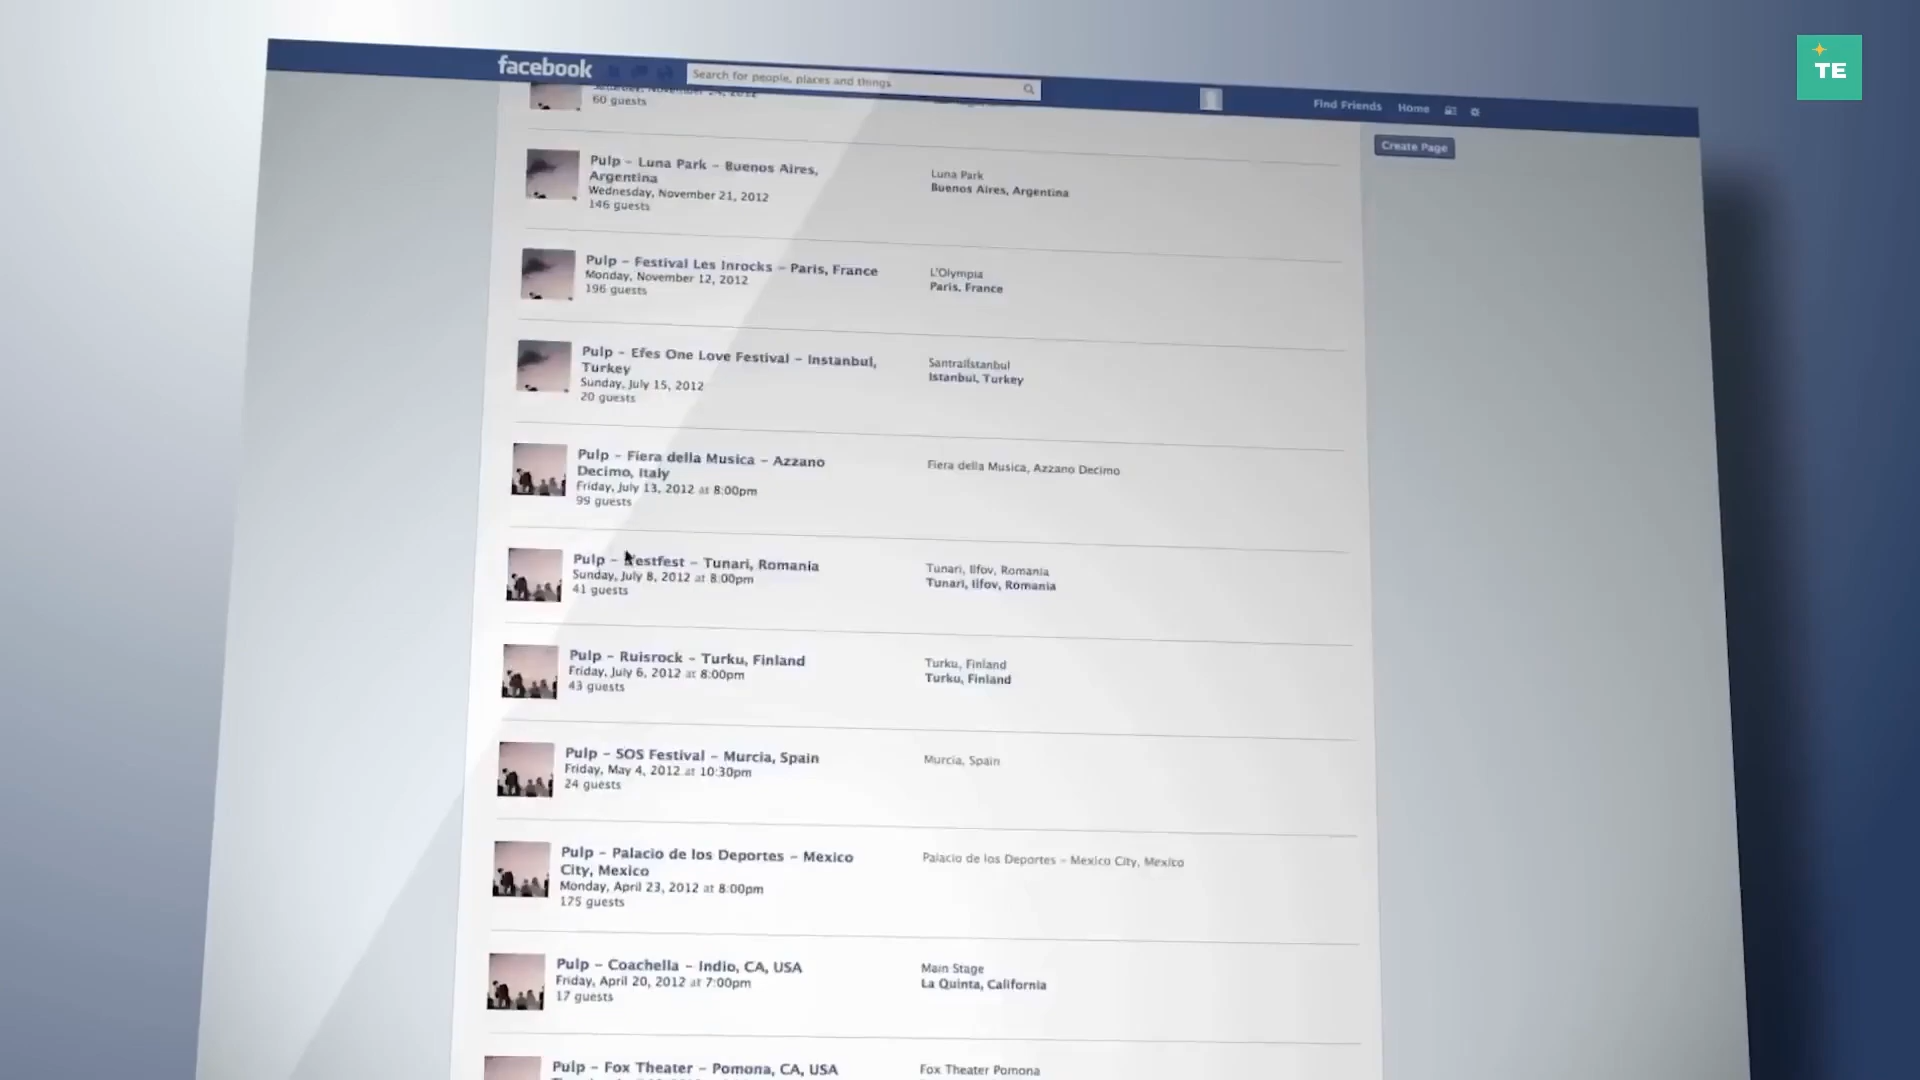 TE
facebook
Search for people, places and things
Find Friends
Home
Create Page
60 guests
Pulp – Luna Park – Buenos Aires,
Argentina
Wednesday, November 21, 2012
146 guests
Luna Park
Buenos Aires, Argentina
Pulp – Festival Les Inrocks – Paris, France
Monday, November 12, 2012
196 guests
L'Olympia
Paris, France
Pulp – Efes One Love Festival – Instanbul,
Turkey
Sunday, July 15, 2012
20 guests
Santralistanbul
Istanbul, Turkey
Pulp – Fiera della Musica – Azzano
Decimo, Italy
Friday, July 13, 2012 at 8:00pm
99 guests
Fiera della Musica, Azzano Decimo
Pulp – estfest – Tunari, Romania
Sunday, July 8, 2012 at 8:00pm
41 guests
Tunari, Ilfov, Romania
Tunari, Ilfov, Romania
Pulp – Ruisrock – Turku, Finland
Friday, July 6, 2012 at 8:00pm
43 guests
Turku, Finland
Turku, Finland
Pulp – SOS Festival – Murcia, Spain
Friday, May 4, 2012 at 10:30pm
24 guests
Murcia, Spain
Pulp – Palacio de los Deportes – Mexico
City, Mexico
Monday, April 23, 2012 at 8:00pm
175 guests
Palacio de los Deportes – Mexico City, Mexico
Pulp – Coachella – Indio, CA, USA
Friday, April 20, 2012 at 7:00pm
17 guests
Main Stage
La Quinta, California
Pulp – Fox Theater – Pomona, CA, USA
Fox Theater Pomona